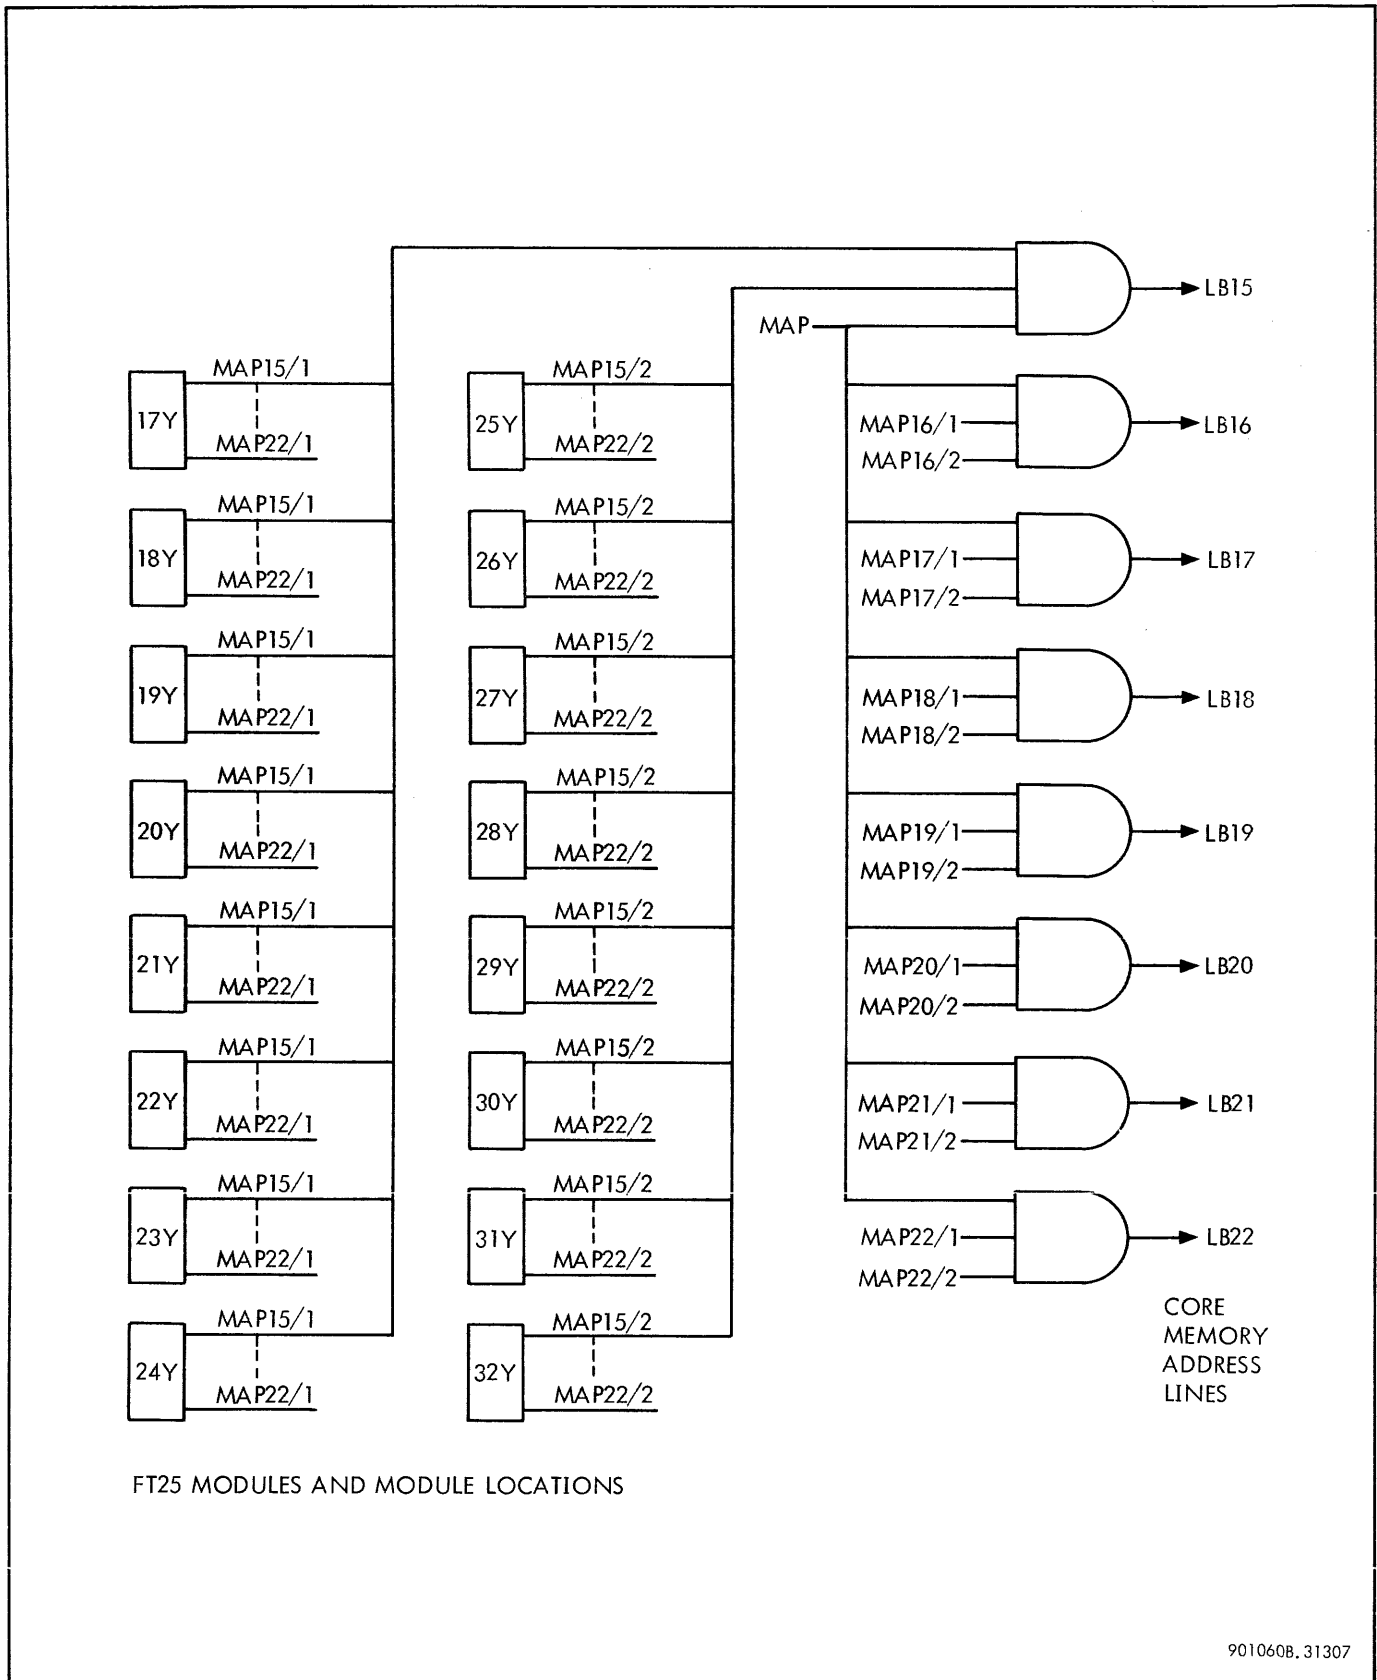 LB15
MAP
MAP15/1
17Y
MAP22/1
MAP15/2
25Y
MAP22/2
MAP16/1
MAP16/2
LB16
MAP15/1
18Y
MAP22/1
MAP15/2
26Y
MAP22/2
MAP17/1
MAP17/2
LB17
MAP15/1
19Y
MAP22/1
MAP15/2
27Y
MAP22/2
MAP18/1
MAP18/2
LB18
MAP15/1
20Y
MAP22/1
MAP15/2
28Y
MAP22/2
MAP19/1
MAP19/2
LB19
MAP15/1
21Y
MAP22/1
MAP15/2
29Y
MAP22/2
MAP20/1
MAP20/2
LB20
MAP15/1
22Y
MAP22/1
MAP15/2
30Y
MAP22/2
MAP21/1
MAP21/2
LB21
MAP15/1
23Y
MAP22/1
MAP15/2
31Y
MAP22/2
MAP22/1
MAP22/2
LB22
MAP15/1
24Y
MAP22/1
MAP15/2
32Y
MAP22/2
CORE
MEMORY
ADDRESS
LINES
FT25 MODULES AND MODULE LOCATIONS
901060B.31307